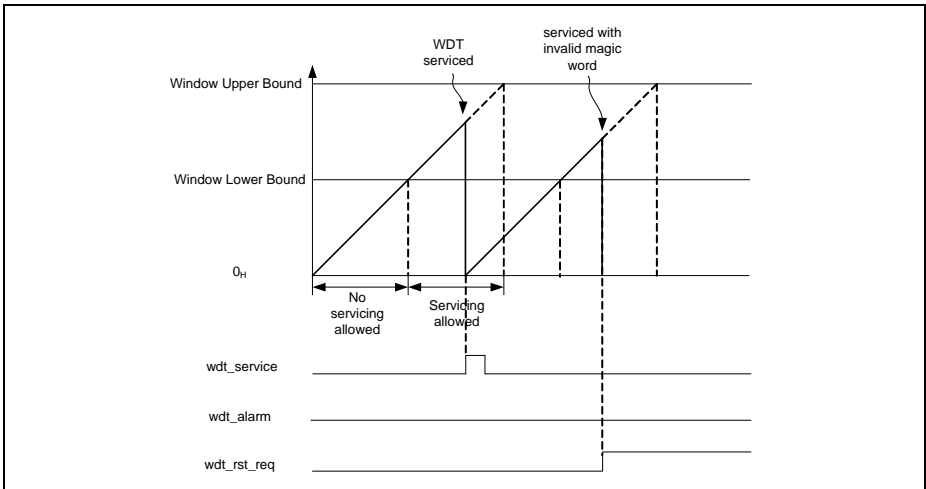 WDT
serviced
serviced with
invalid magic
word
Window Upper Bound
Window Lower Bound
0H
No
servicing
allowed
Servicing
allowed
wdt_service
wdt_alarm
wdt_rst_req